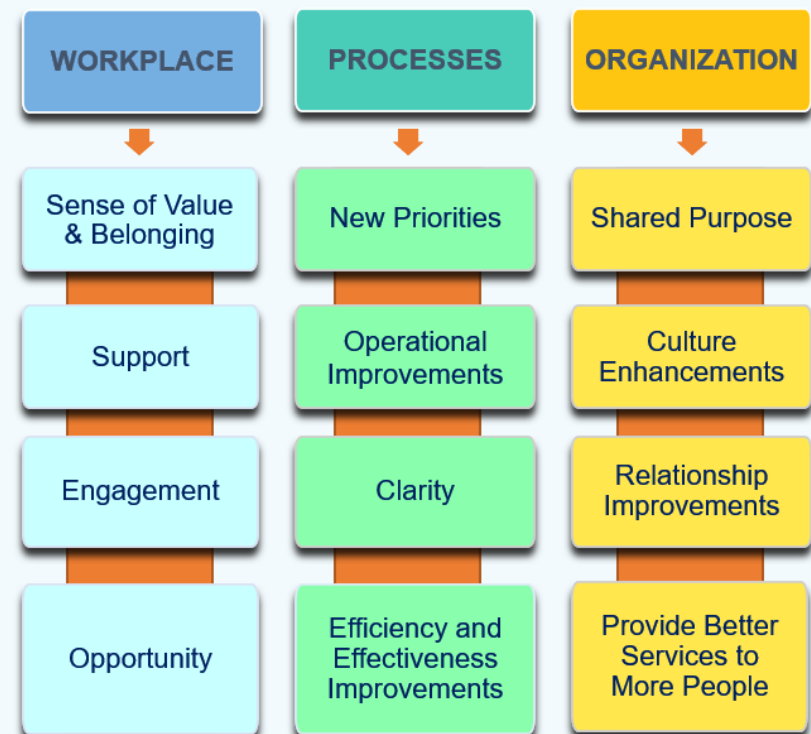 WORKPLACE
Sense of Value
& Belonging
Support
Engagement
Opportunity
PROCESSES
New Priorities
Operational
Improvements
Clarity
Efficiency and
Effectiveness
Improvements
ORGANIZATION
Shared Purpose
Culture
Enhancements
Relationship
Improvements
Provide Better
Services to
More People